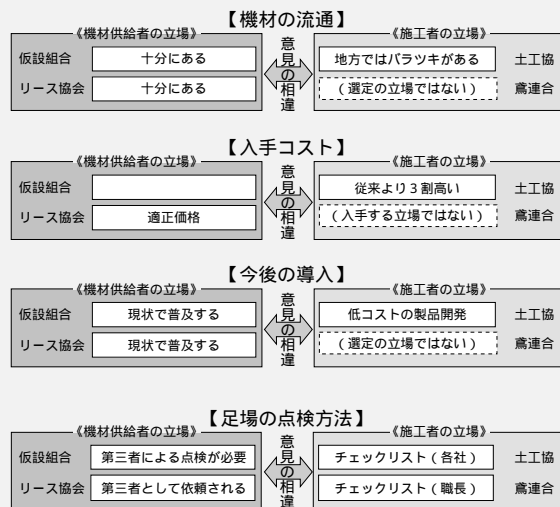 【機材の流通】
《機材供給者の立場》
仮設組合 十分にある
リース協会 十分にある
意見の相違
《施工者の立場》
地方ではバラツキがある 土工協
(選定の立場ではない) 鳶連合
【入手コスト】
《機材供給者の立場》
仮設組合
リース協会 適正価格
意見の相違
《施工者の立場》
従来より3割高い 土工協
(入手する立場ではない) 鳶連合
【今後の導入】
《機材供給者の立場》
仮設組合 現状で普及する
リース協会 現状で普及する
意見の相違
《施工者の立場》
低コストの製品開発 土工協
(選定の立場ではない) 鳶連合
【足場の点検方法】
《機材供給者の立場》
仮設組合 第三者による点検が必要
リース協会 第三者として依頼される
意見の相違
《施工者の立場》
チェックリスト(各社) 土工協
チェックリスト(職長) 鳶連合